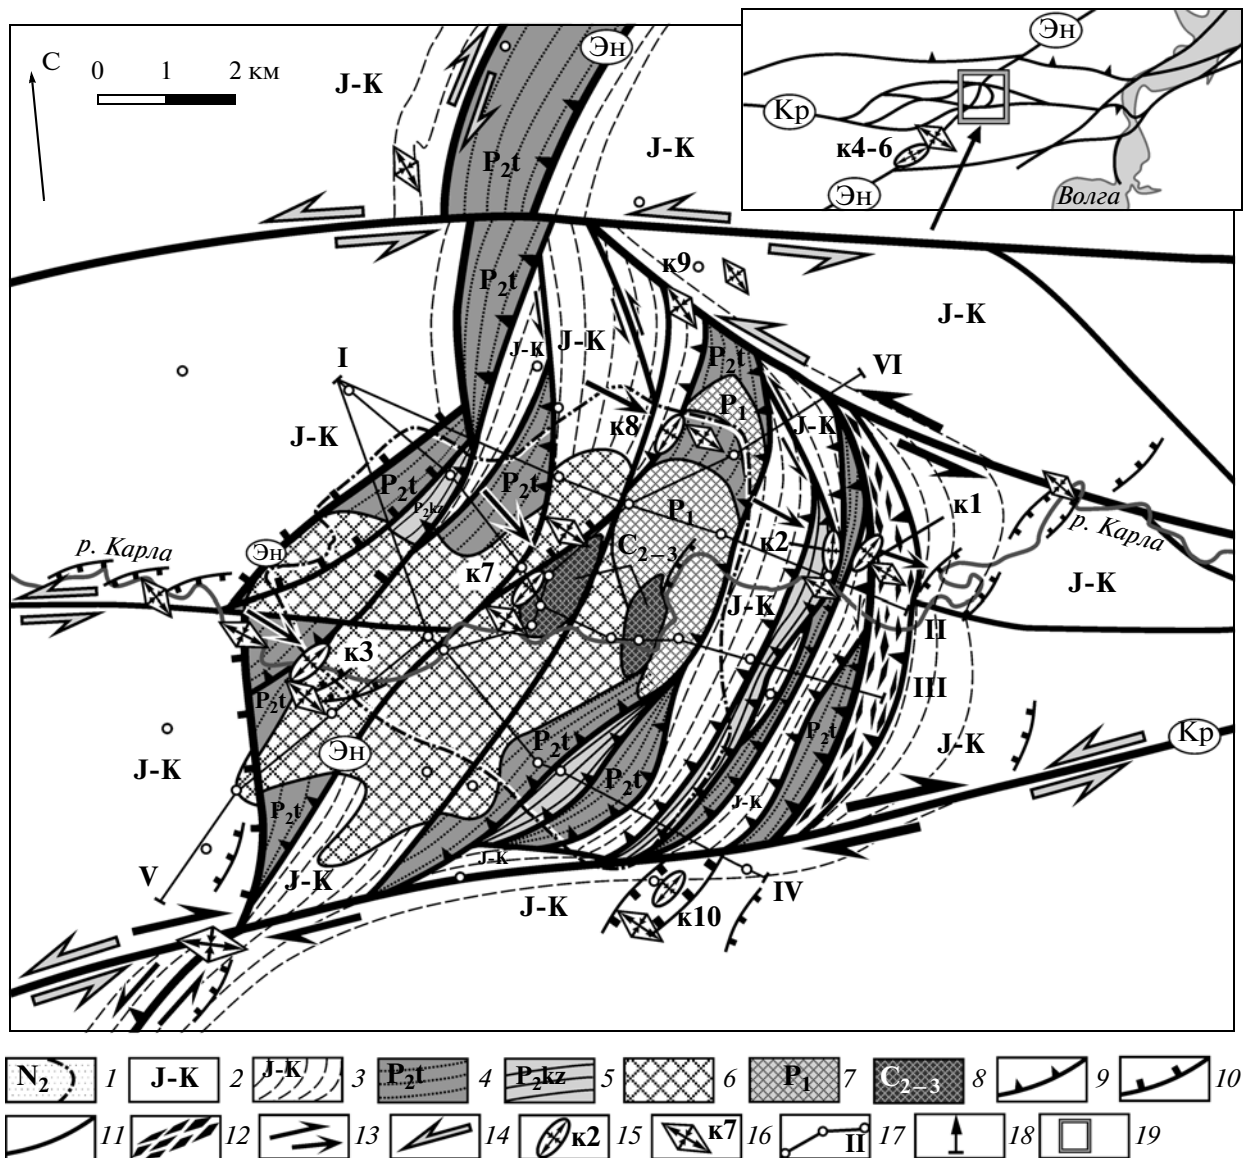 С
0 1 2 км
J-K
Эн
Эн
Кр
к4-6
Эн
Волга
P₂t
J-K
P₂t
к9
J-K
I
J-K
J-K
P₂t
VI
P₁
J-K
к8
J-K
P₂t
P₂kz
P₂t
P₁
к1
р. Карла
р. Карла
Эн
C₂₋₃
к2
к7
J-K
J-K
II
к3
III
P₂t
Эн
P₂t
P₂t
J-K
Кр
J-K
P₂t
P₂t
J-K
J-K
V
J-K
J-K
к10
IV
N₂ 1
J-K 2
J-K 3
P₂t 4
P₂kz 5
6
P₁ 7
C₂₋₃ 8
9
10
11
12
13
14
к2 15
к7 16
II 17
18
19